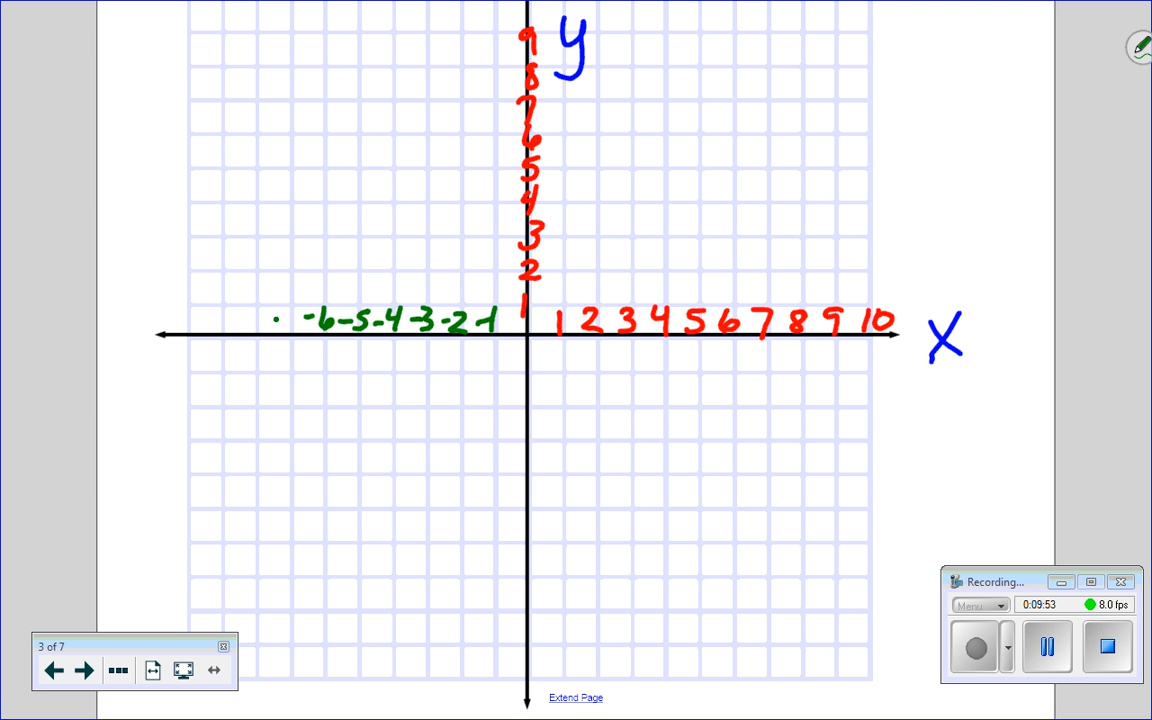 9 y
8
7
6
5
4
3
2
1
-6 -5 -4 -3 -2 -1 1 2 3 4 5 6 7 8 9 10
X
Recording...
Menu 0:09:53 8.0 fps
3 of 7
Extend Page